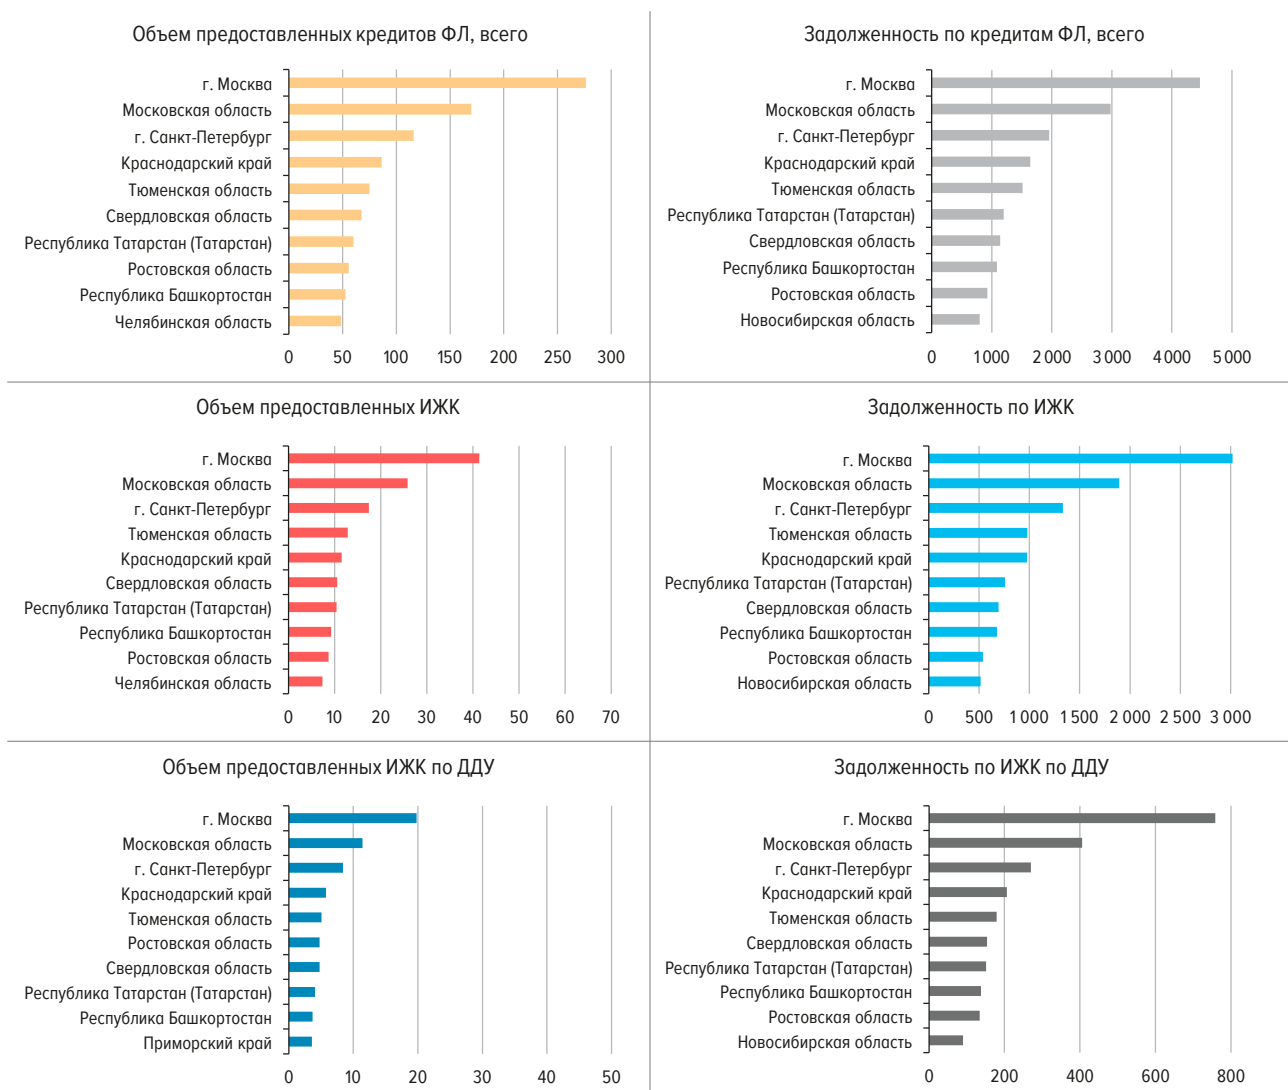 Объем предоставленных кредитов ФЛ, всего
г. Москва
Московская область
г. Санкт-Петербург
Краснодарский край
Тюменская область
Свердловская область
Республика Татарстан (Татарстан)
Ростовская область
Республика Башкортостан
Челябинская область
0 50 100 150 200 250 300
Задолженность по кредитам ФЛ, всего
г. Москва
Московская область
г. Санкт-Петербург
Краснодарский край
Тюменская область
Республика Татарстан (Татарстан)
Свердловская область
Республика Башкортостан
Ростовская область
Новосибирская область
0 1 000 2 000 3 000 4 000 5 000
Объем предоставленных ИЖК
г. Москва
Московская область
г. Санкт-Петербург
Тюменская область
Краснодарский край
Свердловская область
Республика Татарстан (Татарстан)
Республика Башкортостан
Ростовская область
Челябинская область
0 10 20 30 40 50 60 70
Задолженность по ИЖК
г. Москва
Московская область
г. Санкт-Петербург
Тюменская область
Краснодарский край
Республика Татарстан (Татарстан)
Свердловская область
Республика Башкортостан
Ростовская область
Новосибирская область
0 500 1 000 1 500 2 000 2 500 3 000
Объем предоставленных ИЖК по ДДУ
г. Москва
Московская область
г. Санкт-Петербург
Краснодарский край
Тюменская область
Ростовская область
Свердловская область
Республика Татарстан (Татарстан)
Республика Башкортостан
Приморский край
0 10 20 30 40 50
Задолженность по ИЖК по ДДУ
г. Москва
Московская область
г. Санкт-Петербург
Краснодарский край
Тюменская область
Свердловская область
Республика Татарстан (Татарстан)
Республика Башкортостан
Ростовская область
Новосибирская область
0 200 400 600 800